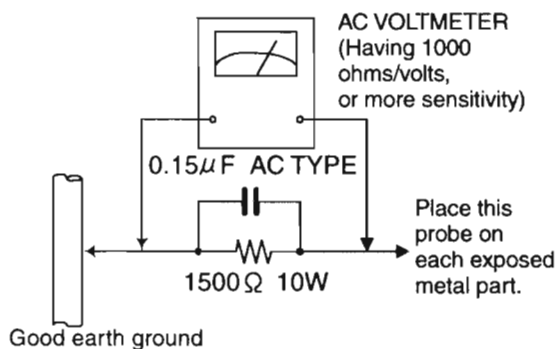 AC VOLTMETER
(Having 1000
ohms/volts,
or more sensitivity)
0.15μF AC TYPE
Place this
probe on
each exposed
metal part.
1500Ω 10W
Good earth ground